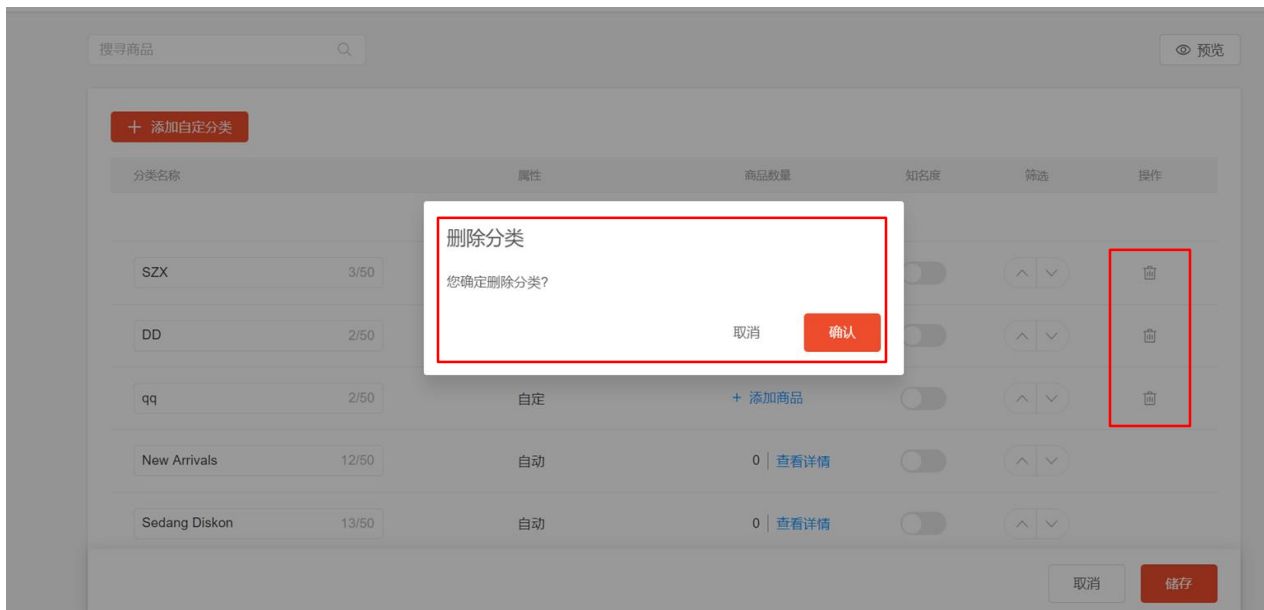 搜寻商品
预览
添加自定分类
分类名称 属性 商品数量 知名度 筛选 操作
删除分类
您确定删除分类?
取消 确认
SZX 3/50
DD 2/50
qq 2/50 自定 + 添加商品
New Arrivals 12/50 自动 0 查看详情
Sedang Diskon 13/50 自动 0 查看详情
取消 储存